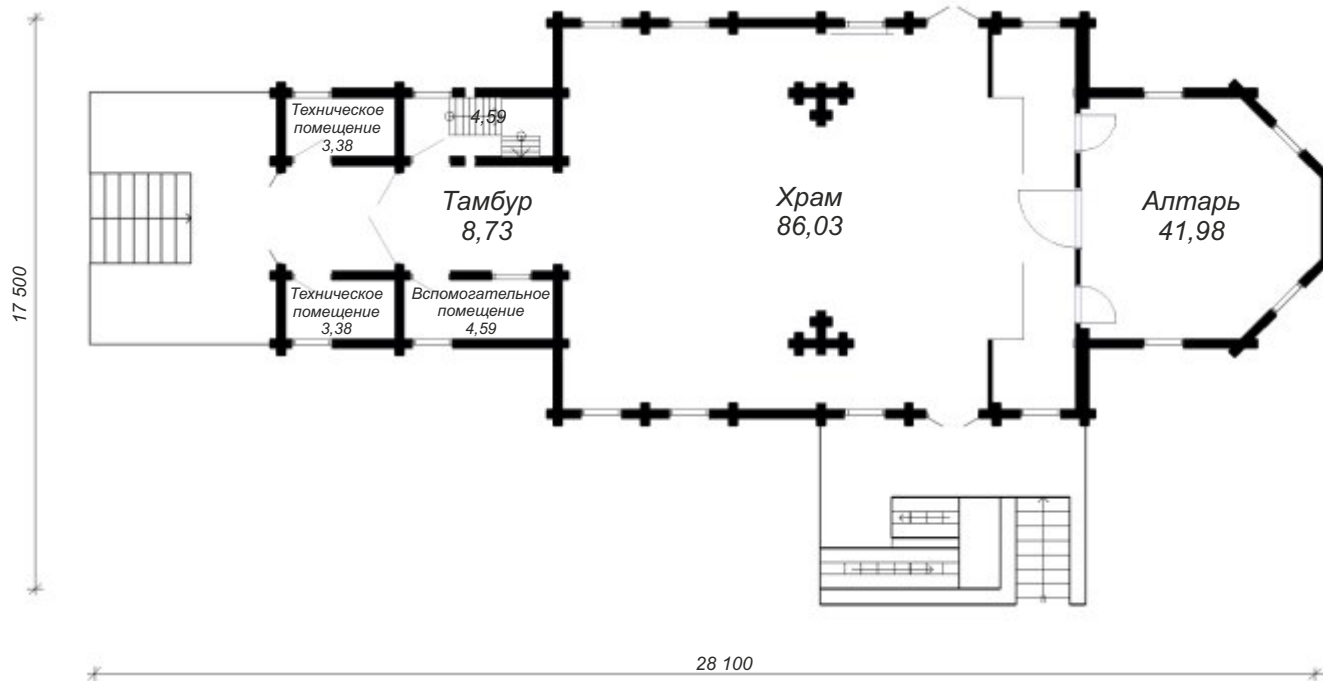 Техническое
помещение
3,38
4,59
Тамбур
8,73
Храм
86,03
Алтарь
41,98
17 500
Техническое
помещение
3,38
Вспомогательное
помещение
4,59
28 100